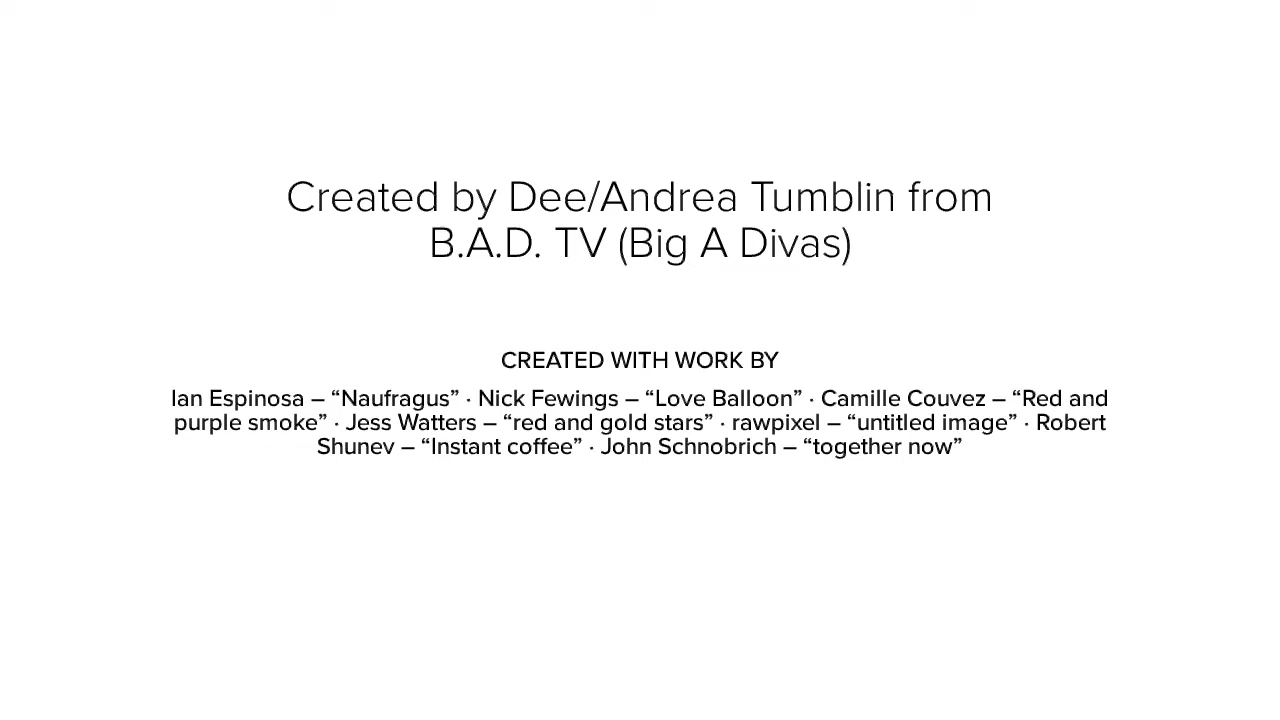 Created by Dee/Andrea Tumblin from
B.A.D. TV (Big A Divas)
CREATED WITH WORK BY
Ian Espinosa – “Naufragus” · Nick Fewings – “Love Balloon” · Camille Couvez – “Red and
purple smoke” · Jess Watters – “red and gold stars” · rawpixel – “untitled image” · Robert
Shunev – “Instant coffee” · John Schnobrich – “together now”